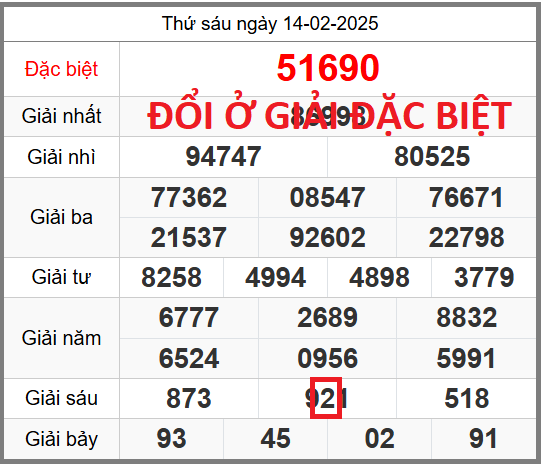 Thứ sáu ngày 14-02-2025
Đặc biệt 51690
ĐỔI Ở GIẢI ĐẶC BIỆT
Giải nhất 86998
Giải nhì 94747 80525
Giải ba 77362 08547 76671
21537 92602 22798
Giải tư 8258 4994 4898 3779
Giải năm 6777 2689 8832
6524 0956 5991
Giải sáu 873 921 518
Giải bảy 93 45 02 91